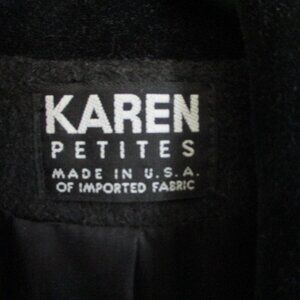 KAREN
PETITES
MADE IN U.S.A.
OF IMPORTED FABRIC